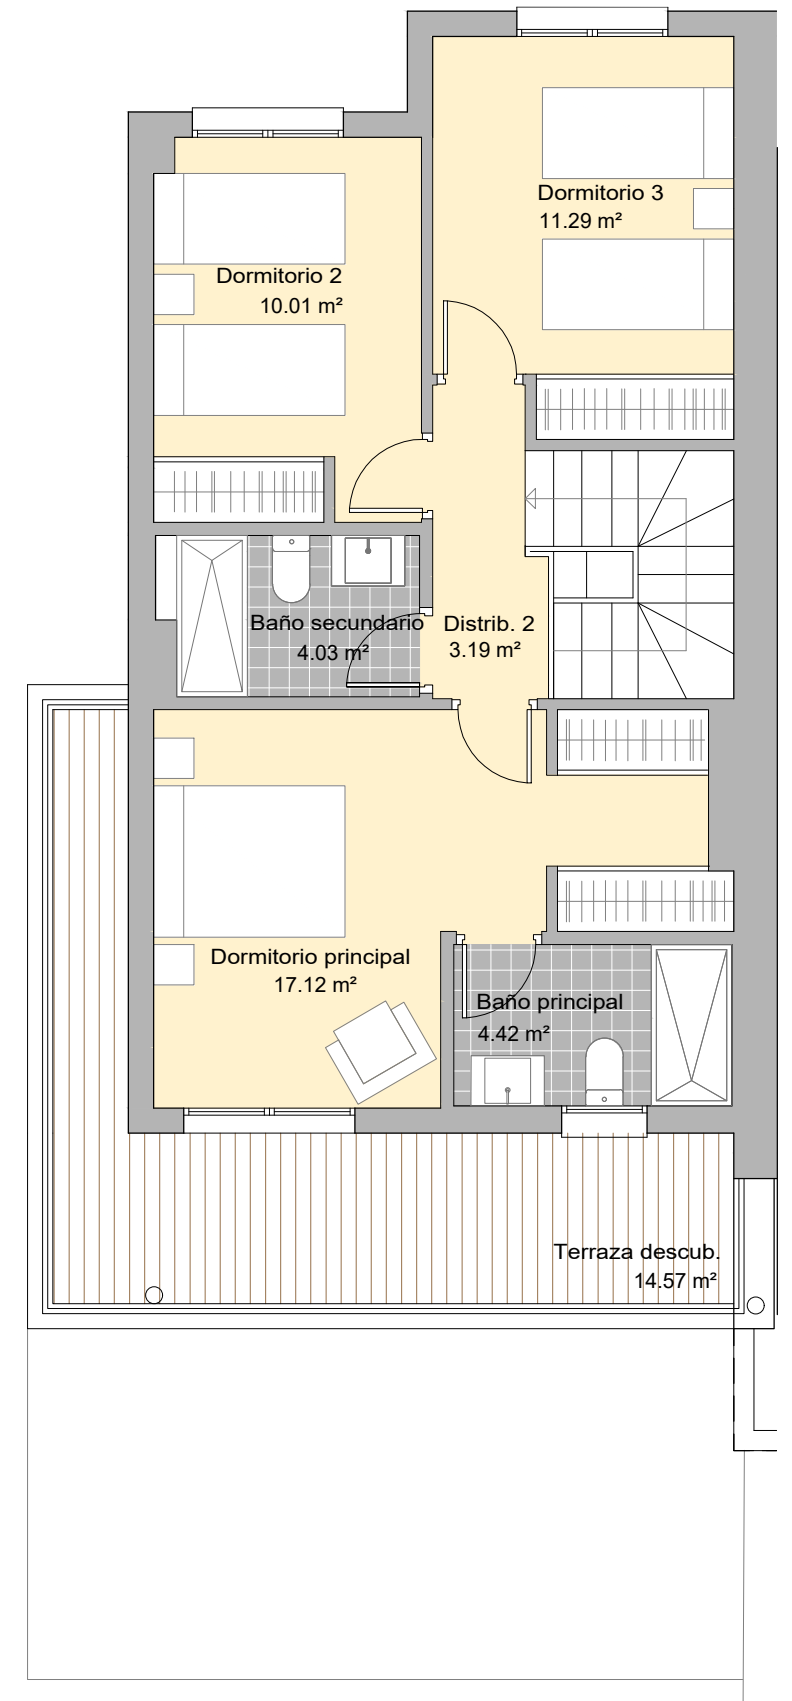 Dormitorio 3
11.29 m²
Dormitorio 2
10.01 m²
Baño secundario
4.03 m²
Distrib. 2
3.19 m²
Dormitorio principal
17.12 m²
Baño principal
4.42 m²
Terraza descub.
14.57 m²